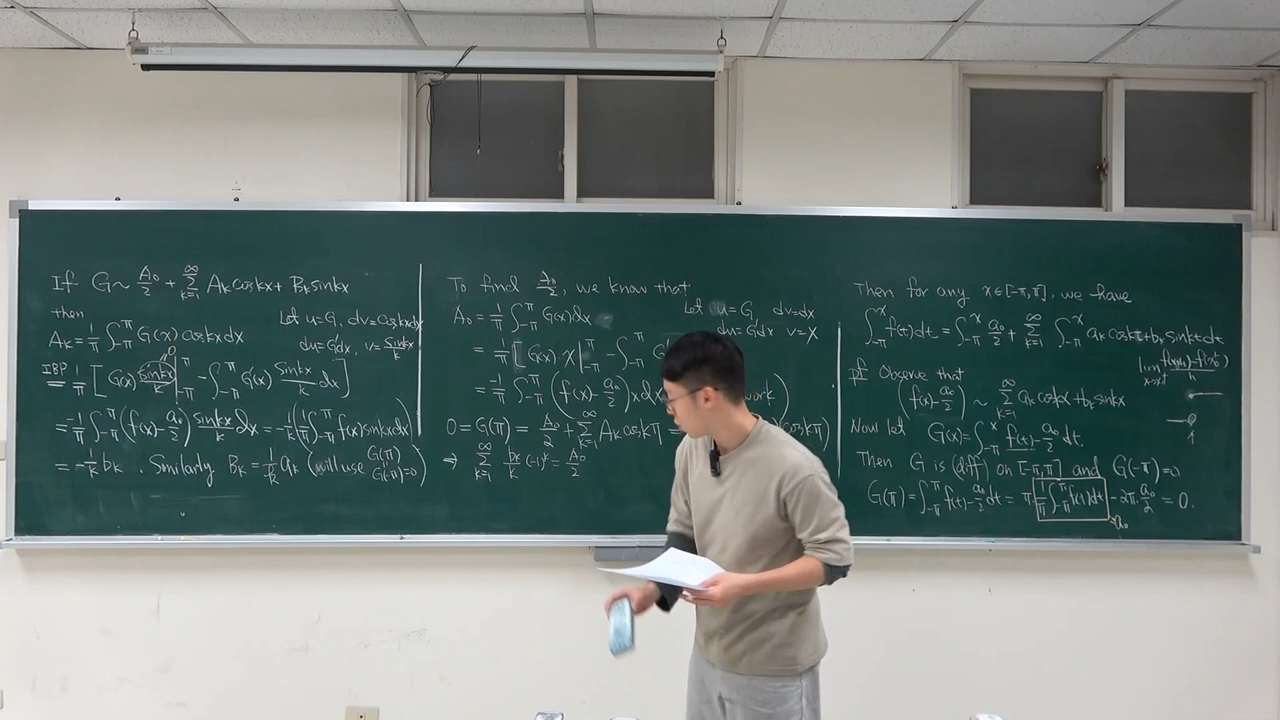 If G ~ A₀/2 + ∑_{k=1}^∞ A_k cos kx + B_k sin kx
then
Let u = G, dv = cos kx dx
A_k = 1/π ∫_{-π}^{π} G(x) cos kx dx
du = G'dx, v = sin kx/k
IBP = 1/π [ G(x) sin kx/k |_{-π}^{π} - ∫_{-π}^{π} G(x) sin kx/k dx ]
0
= 1/π ∫_{-π}^{π} (f(x) - a₀/2) sin kx/k dx = -1/k (1/π ∫_{-π}^{π} f(x) sin kx dx)
= -1/k b_k . Similarly B_k = 1/k a_k (will use G(π) G(-π)=0)
To find A₀/2, we know that
A₀ = 1/π ∫_{-π}^{π} G(x) dx
Let u = G, dv = dx
du = G'dx v = x
= 1/π [ G(x)·x |_{-π}^{π} - ∫_{-π}^{π} G
= -1/π ∫_{-π}^{π} (f(x) - a₀/2) x dx work)
0 = G(π) = A₀/2 + ∑_{k=1}^∞ A_k cos kπ = cos kπ)
⇒ ∑_{k=1}^∞ b_k/k (-1)^k = A₀/2
Then for any x ∈ [-π, π], we have
∫_{-π}^{x} f(t) dt = ∫_{-π}^{x} a₀/2 + ∑_{k=1}^∞ ∫_{-π}^{x} a_k cos kt + b_k sin kt dt
pf Observe that
(f(x) - a₀/2) ~ ∑_{k=1}^∞ a_k cos kx + b_k sin kx
Now let G(x) = ∫_{-π}^{x} f(t) - a₀/2 dt.
Then G is (diff) on [-π, π] and G(-π) = 0
G(π) = ∫_{-π}^{π} f(t) - a₀/2 dt = π 1/π ∫_{-π}^{π} f(t) dt - 2π · a₀/2 = 0.
a₀